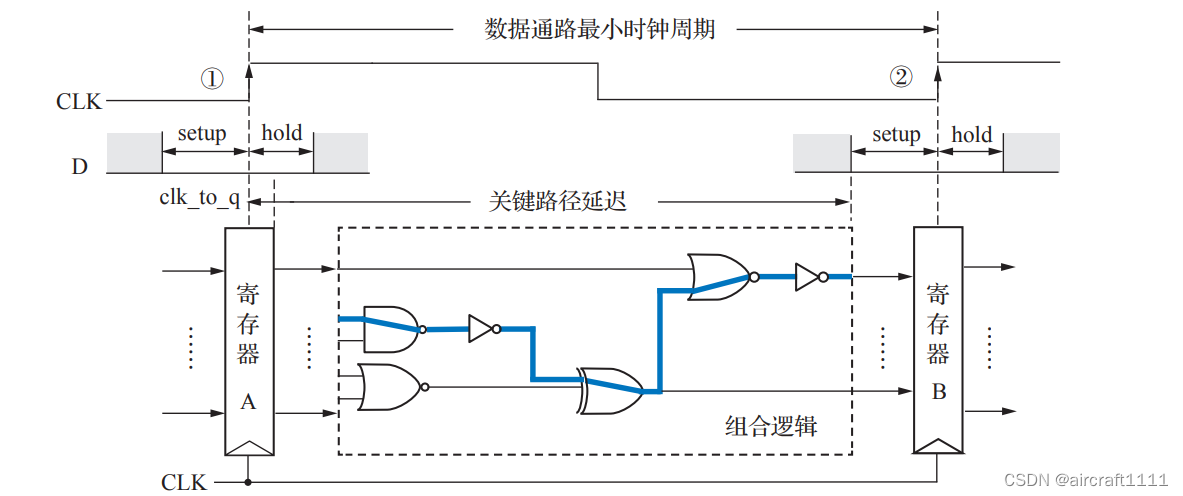 数据通路最小时钟周期
① ②
CLK
setup hold setup hold
D
clk_to_q 关键路径延迟
寄存器 A
寄存器 B
组合逻辑
CLK
CSDN @aircraft1111